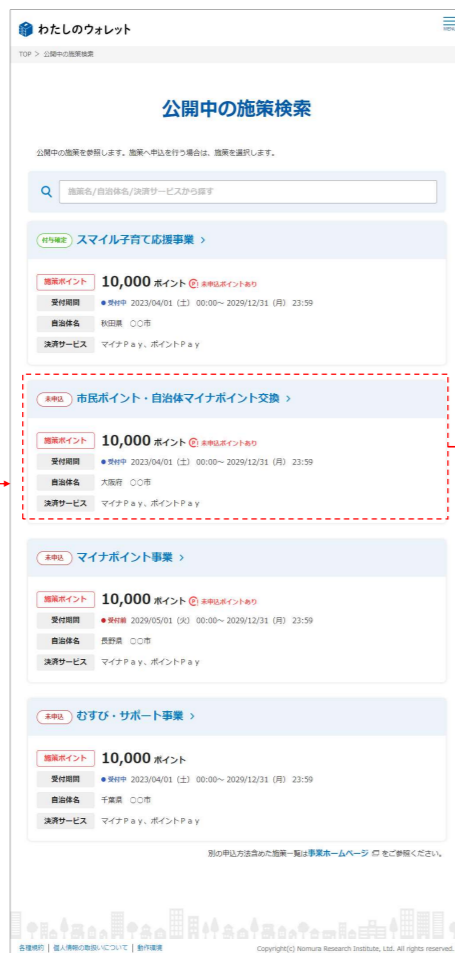 わたしのウォレット
MENU
TOP > 公開中の施策検索
公開中の施策検索
公開中の施策を参照します。施策へ申込を行う場合は、施策を選択します。
施策名/自治体名/決済サービスから探す
付与確定 スマイル子育て応援事業 >
施策ポイント 10,000 ポイント P 未申込ポイントあり
受付期間 ●受付中 2023/04/01（土）00:00～ 2029/12/31（月）23:59
自治体名 秋田県 ○○市
決済サービス マイナPay、ポイントPay
未申込 市民ポイント・自治体マイナポイント交換 >
施策ポイント 10,000 ポイント P 未申込ポイントあり
受付期間 ●受付中 2023/04/01（土）00:00～ 2029/12/31（月）23:59
自治体名 大阪府 ○○市
決済サービス マイナPay、ポイントPay
未申込 マイナポイント事業 >
施策ポイント 10,000 ポイント P 未申込ポイントあり
受付期間 ●受付前 2029/05/01（火）00:00～ 2029/12/31（月）23:59
自治体名 長野県 ○○市
決済サービス マイナPay、ポイントPay
未申込 むすび・サポート事業 >
施策ポイント 10,000 ポイント
受付期間 ●受付中 2023/04/01（土）00:00～ 2029/12/31（月）23:59
自治体名 千葉県 ○○市
決済サービス マイナPay、ポイントPay
別の申込方法含めた施策一覧は事業ホームページ をご参照ください。
各種規約 | 個人情報の取扱いについて | 動作環境
Copyright(c) Nomura Research Institute, Ltd. All rights reserved.